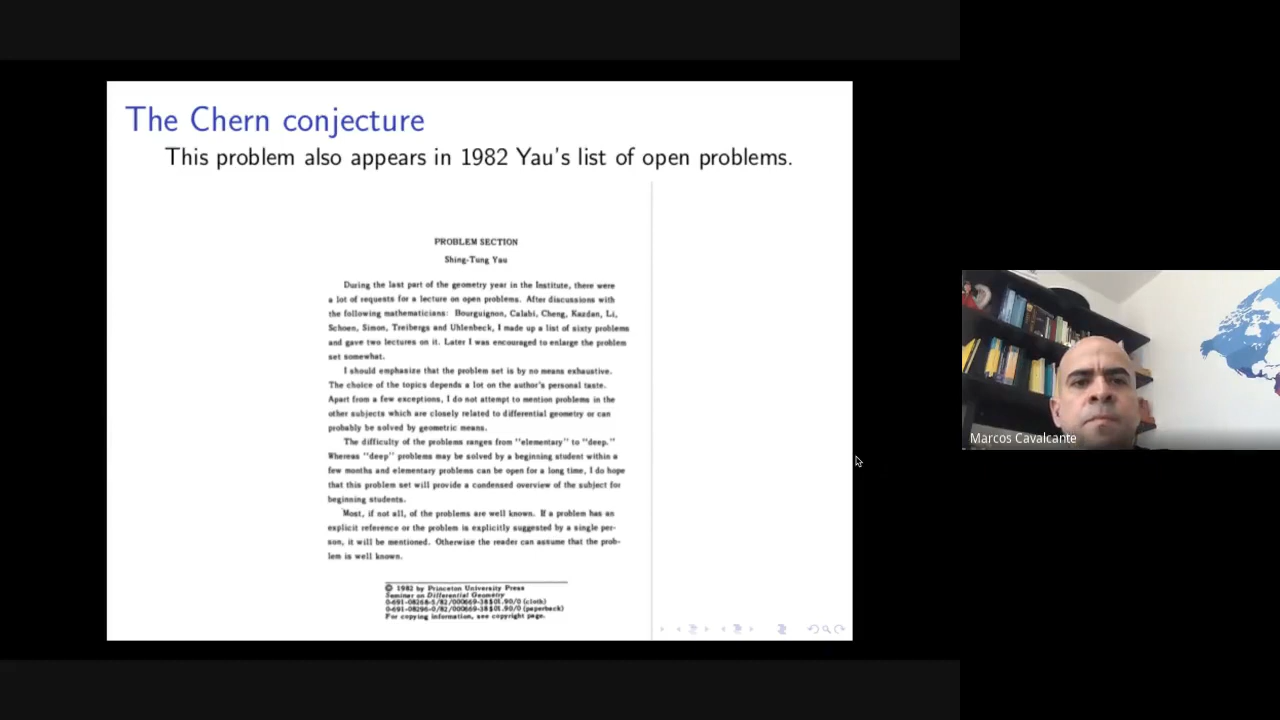 The Chern conjecture
This problem also appears in 1982 Yau's list of open problems.
PROBLEM SECTION
Shing-Tung Yau
During the last part of the geometry year in the Institute, there were
a lot of requests for a lecture on open problems. After discussions with
the following mathematicians: Bourguignon, Calabi, Cheng, Kazdan, Li,
Schoen, Simon, Treibergs and Uhlenbeck, I made up a list of sixty problems
and gave two lectures on it. Later I was encouraged to enlarge the problem
set somewhat.
I should emphasize that the problem set is by no means exhaustive.
The choice of the topics depends a lot on the author's personal taste.
Apart from a few exceptions, I do not attempt to mention problems in the
other subjects which are closely related to differential geometry or can
probably be solved by geometric means.
The difficulty of the problems ranges from "elementary" to "deep."
Whereas "deep" problems may be solved by a beginning student within a
few months and elementary problems can be open for a long time, I do hope
that this problem set will provide a condensed overview of the subject for
beginning students.
Most, if not all, of the problems are well known. If a problem has an
explicit reference or the problem is explicitly suggested by a single per-
son, it will be mentioned. Otherwise the reader can assume that the prob-
lem is well known.
© 1982 by Princeton University Press
Seminar on Differential Geometry
0-691-08268-5/82/000669-38$01.90/0 (cloth)
0-691-08296-0/82/000669-38$01.90/0 (paperback)
For copying information, see copyright page.
Marcos Cavalcante